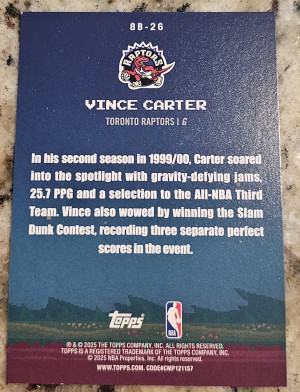 8B-26
RAPTORS
VINCE CARTER
TORONTO RAPTORS | G
In his second season in 1999/00, Carter soared
into the spotlight with gravity-defying jams,
25.7 PPG and a selection to the All-NBA Third
Team. Vince also wowed by winning the Slam
Dunk Contest, recording three separate perfect
scores in the event.
Topps
NBA
® & © 2025 THE TOPPS COMPANY, INC. ALL RIGHTS RESERVED.
TOPPS IS A REGISTERED TRADEMARK OF THE TOPPS COMPANY, INC.
© 2025 NBA Properties, Inc. All rights reserved.
WWW.TOPPS.COM. CODE#CMP121157